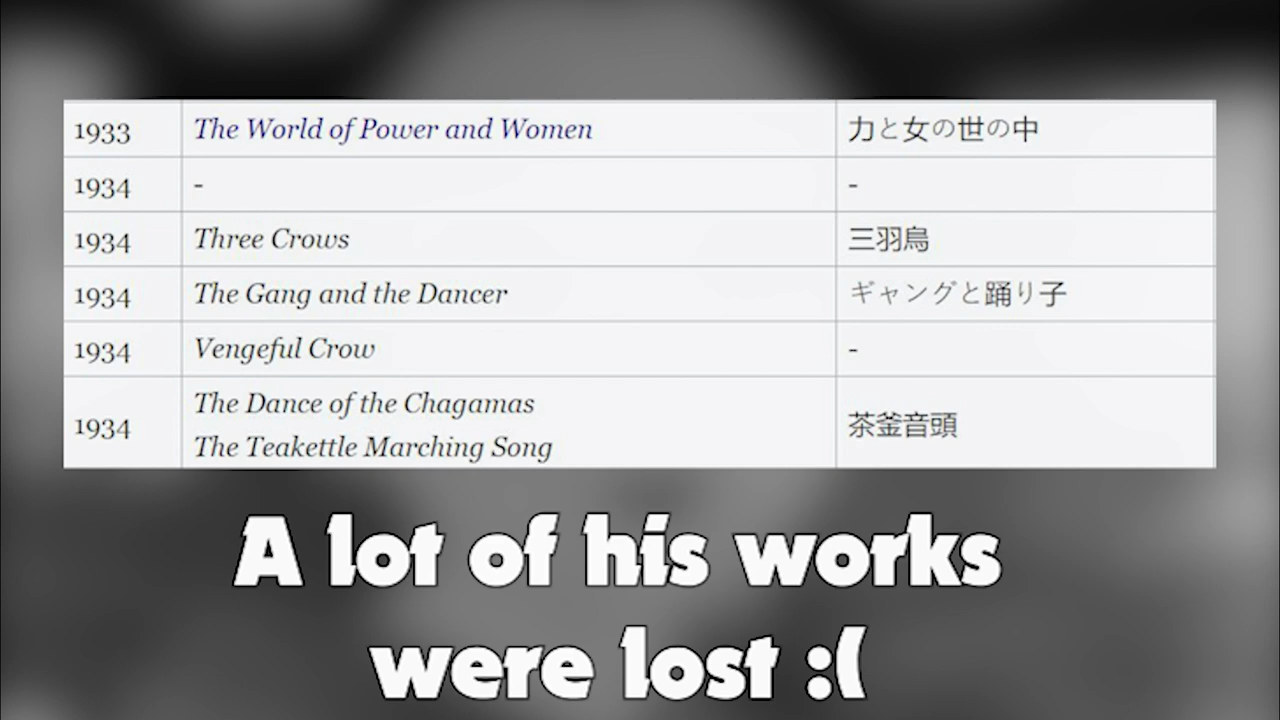 1933 The World of Power and Women 力と女の世の中
1934 - -
1934 Three Crows 三羽烏
1934 The Gang and the Dancer ギャングと踊り子
1934 Vengeful Crow -
1934 The Dance of the Chagamas 茶釜音頭
The Teakettle Marching Song
A lot of his works
were lost :(